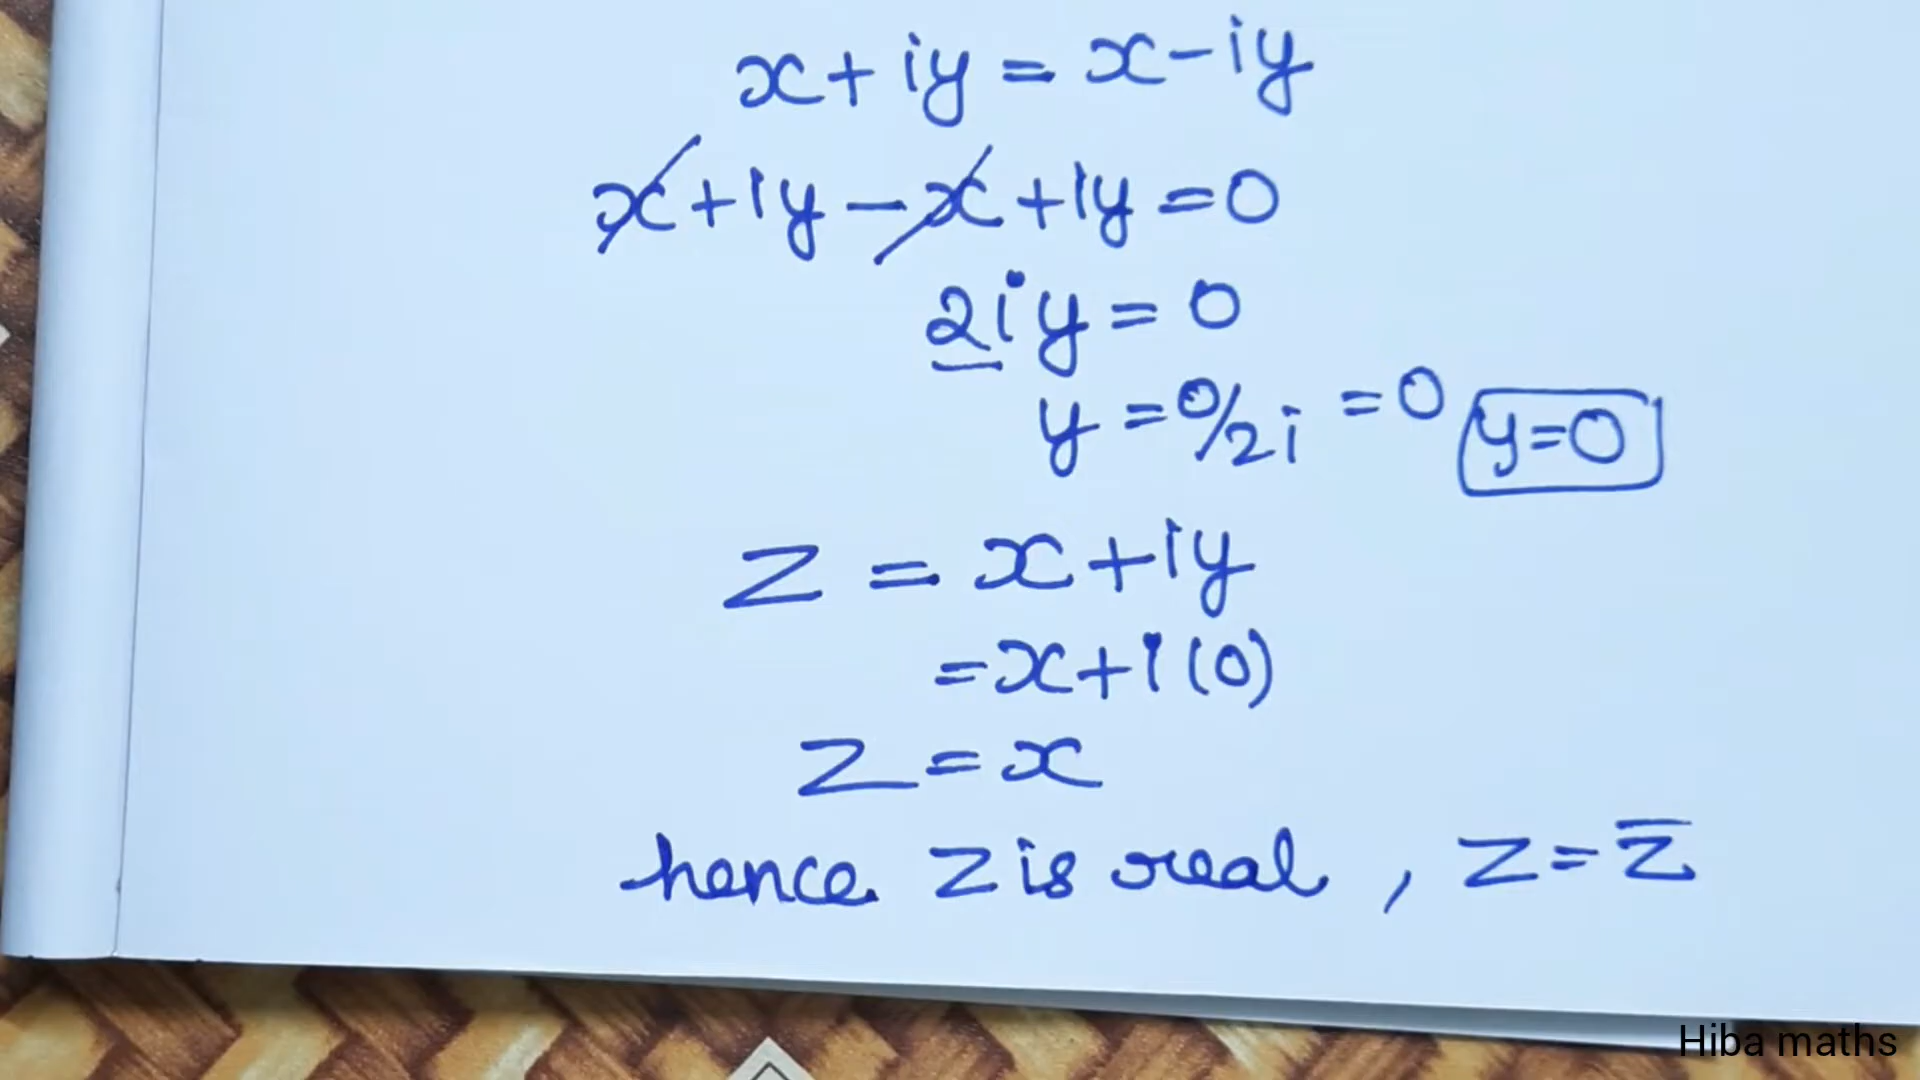 x + iy = x - iy
x + iy - x + iy = 0
2iy = 0
y = 0/2i = 0 y = 0
Z = x + iy
= x + i(0)
Z = x
hence Z is real, Z = Z̅
Hiba maths